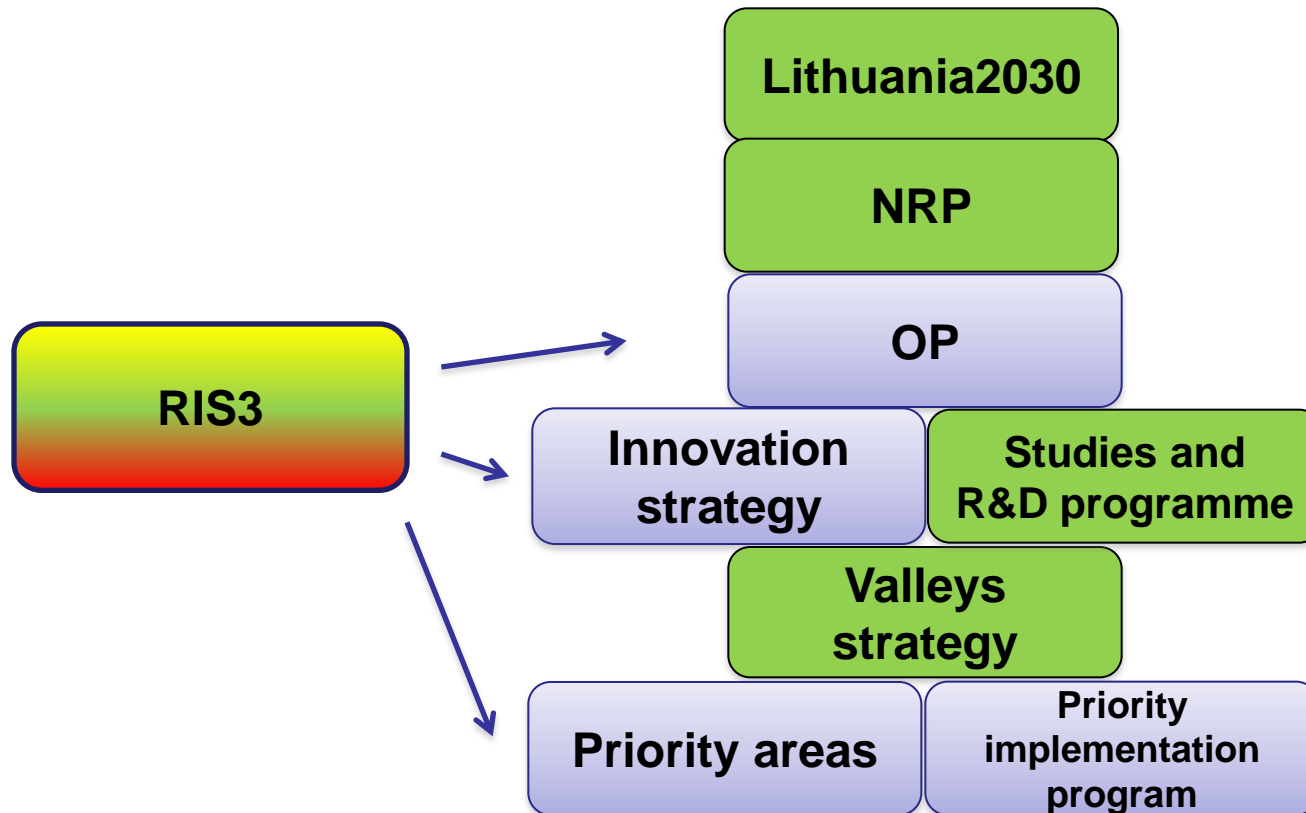 Lithuania2030
NRP
OP
RIS3
Innovation
strategy
Studies and
R&D programme
Valleys
strategy
Priority areas
Priority
implementation
program